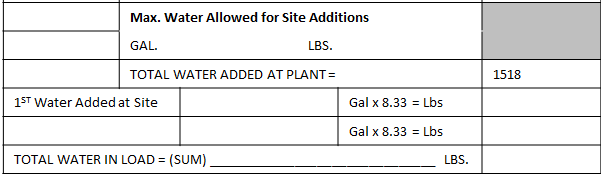 Max. Water Allowed for Site Additions
GAL. LBS.
TOTAL WATER ADDED AT PLANT= 1518
1ST Water Added at Site Gal x 8.33 = Lbs
Gal x 8.33 = Lbs
TOTAL WATER IN LOAD = (SUM) ______________________________ LBS.